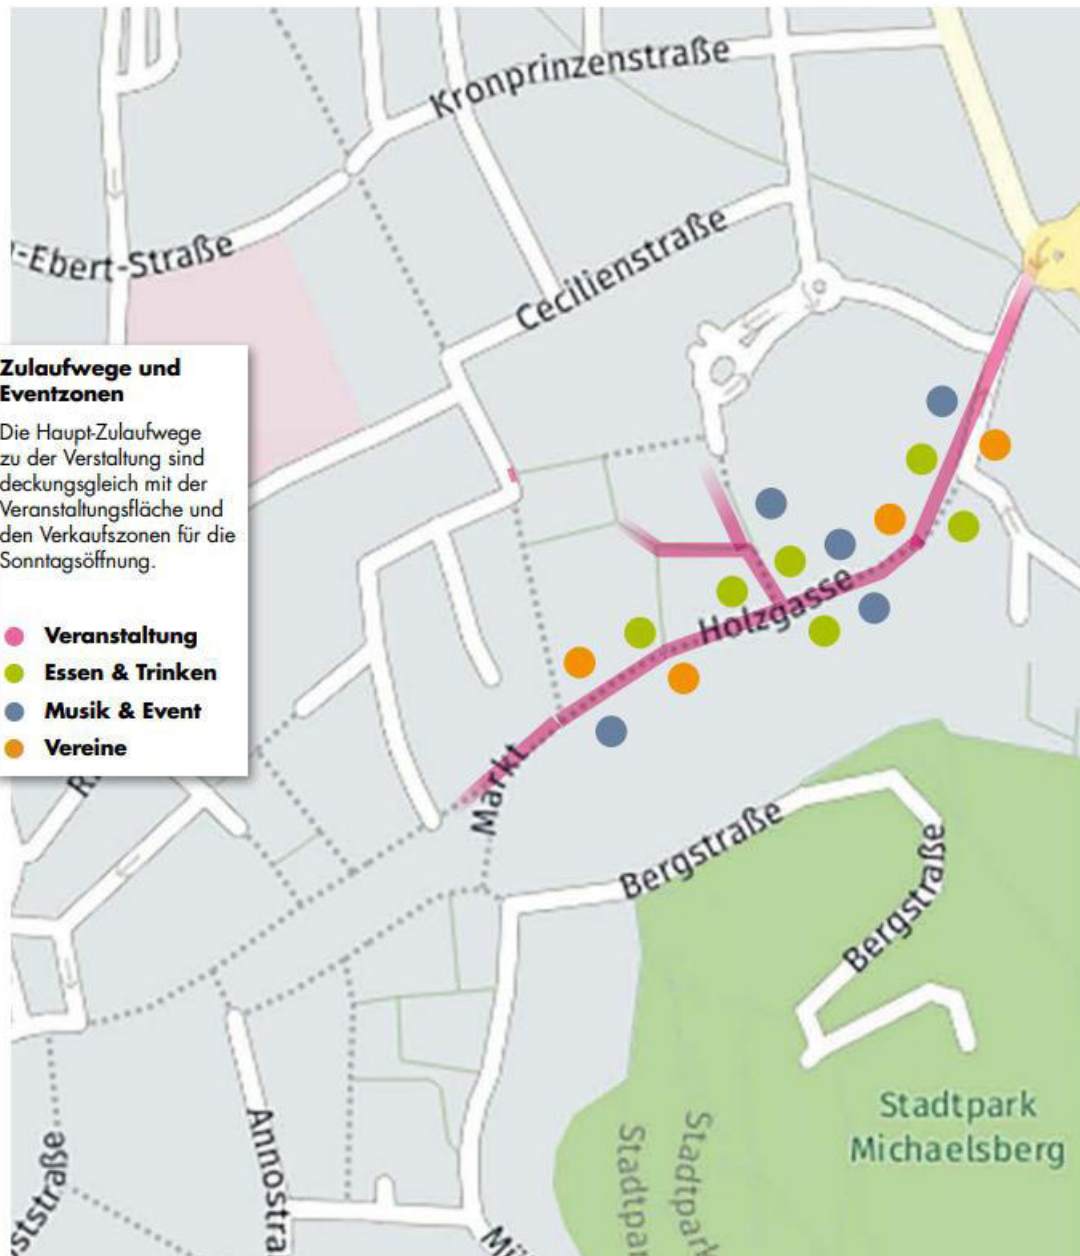 Kronprinzenstraße
-Ebert-Straße
Cecilienstraße
Zulaufwege und
Eventzonen
Die Haupt-Zulaufwege
zu der Verstaltung sind
deckungsgleich mit der
Veranstaltungsfläche und
den Verkaufszonen für die
Sonntagsöffnung.
Veranstaltung
Essen & Trinken
Musik & Event
Vereine
Holzgasse
Markt
Bergstraße
Bergstraße
Stadtpark
Michaelsberg
Annostra
ststraße
Stadtpar
Stadtpark
Mü